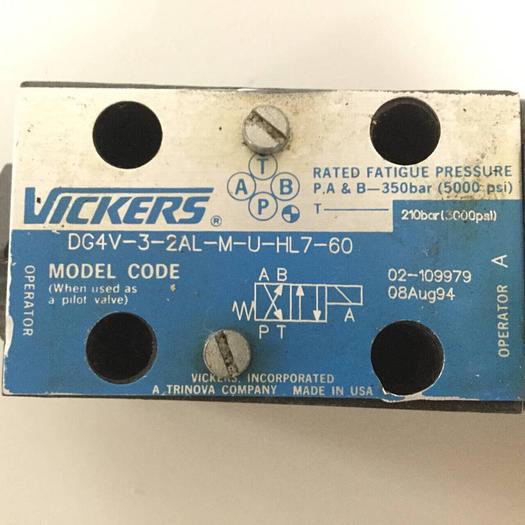 T
A B
P
VICKERS®
RATED FATIGUE PRESSURE
P.A & B—350bar (5000 psi)
T 210bar (3000psi)
DG4V-3-2AL-M-U-HL7-60
MODEL CODE
(When used as
a pilot valve)
OPERATOR
A B
A
P T
02-109979
08Aug94
OPERATOR A
VICKERS, INCORPORATED
A TRINOVA COMPANY MADE IN USA